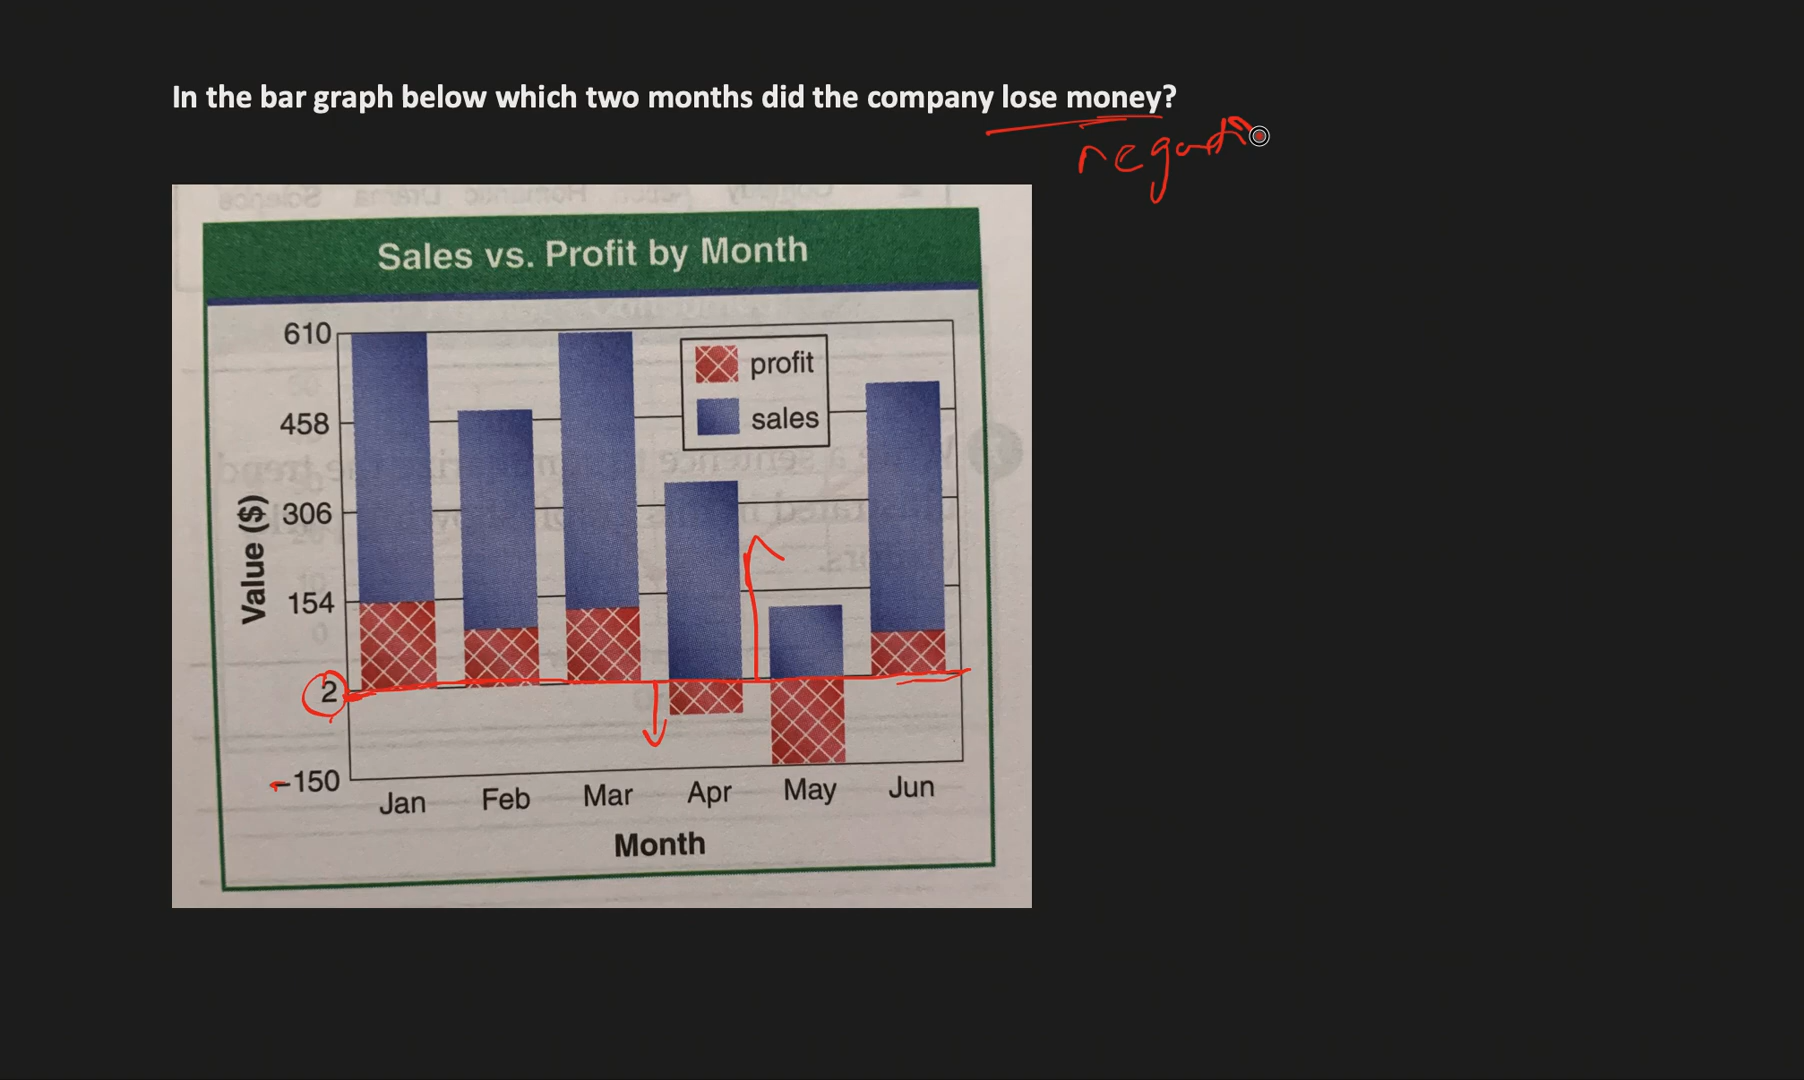 In the bar graph below which two months did the company lose money?
Sales vs. Profit by Month
610
458
306
154
2
-150
Value ($)
profit
sales
Jan Feb Mar Apr May Jun
Month